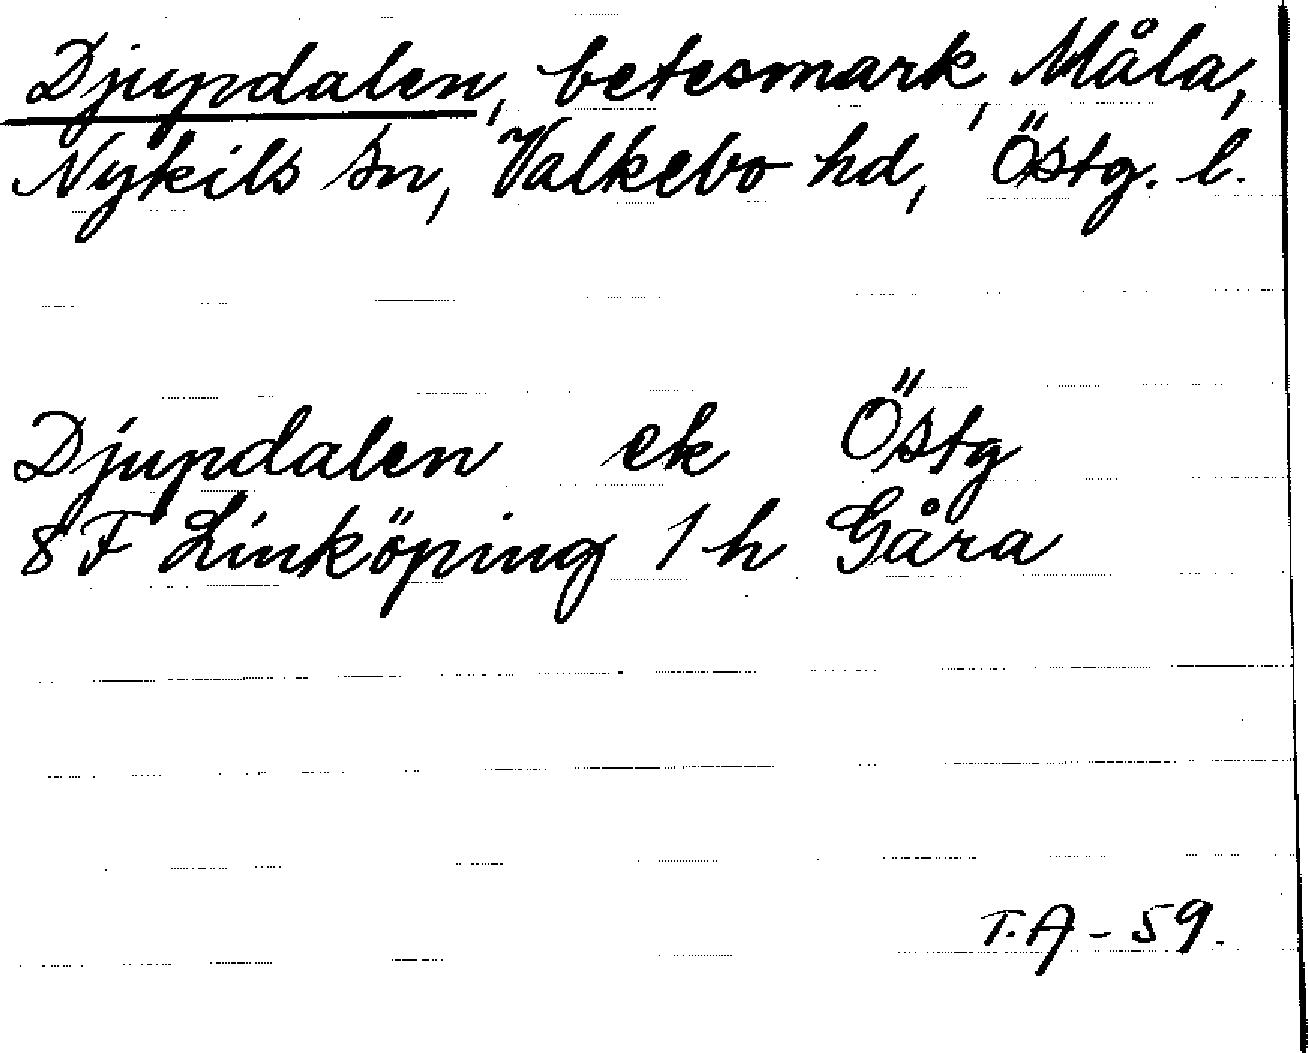 Djupdalen, betesmark, Måla,
Nykils sn, Valkebo hd, Östg. l.
Djupdalen ek Östg
8 F Linköping 1 h Gåra
T.A - 59.